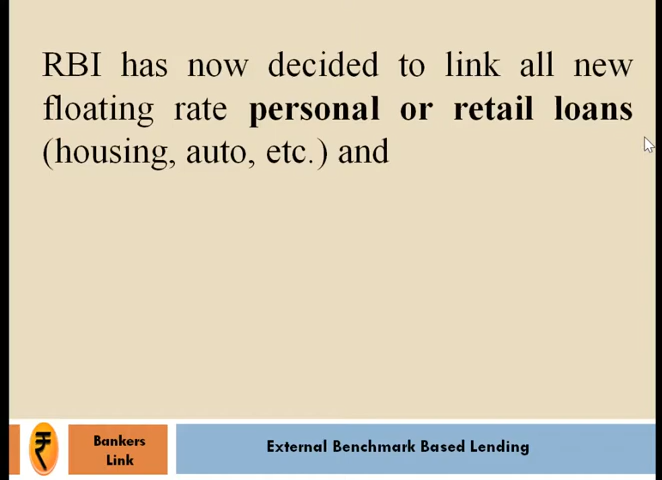 RBI has now decided to link all new
floating rate personal or retail loans
(housing, auto, etc.) and
₹
Bankers
Link
External Benchmark Based Lending